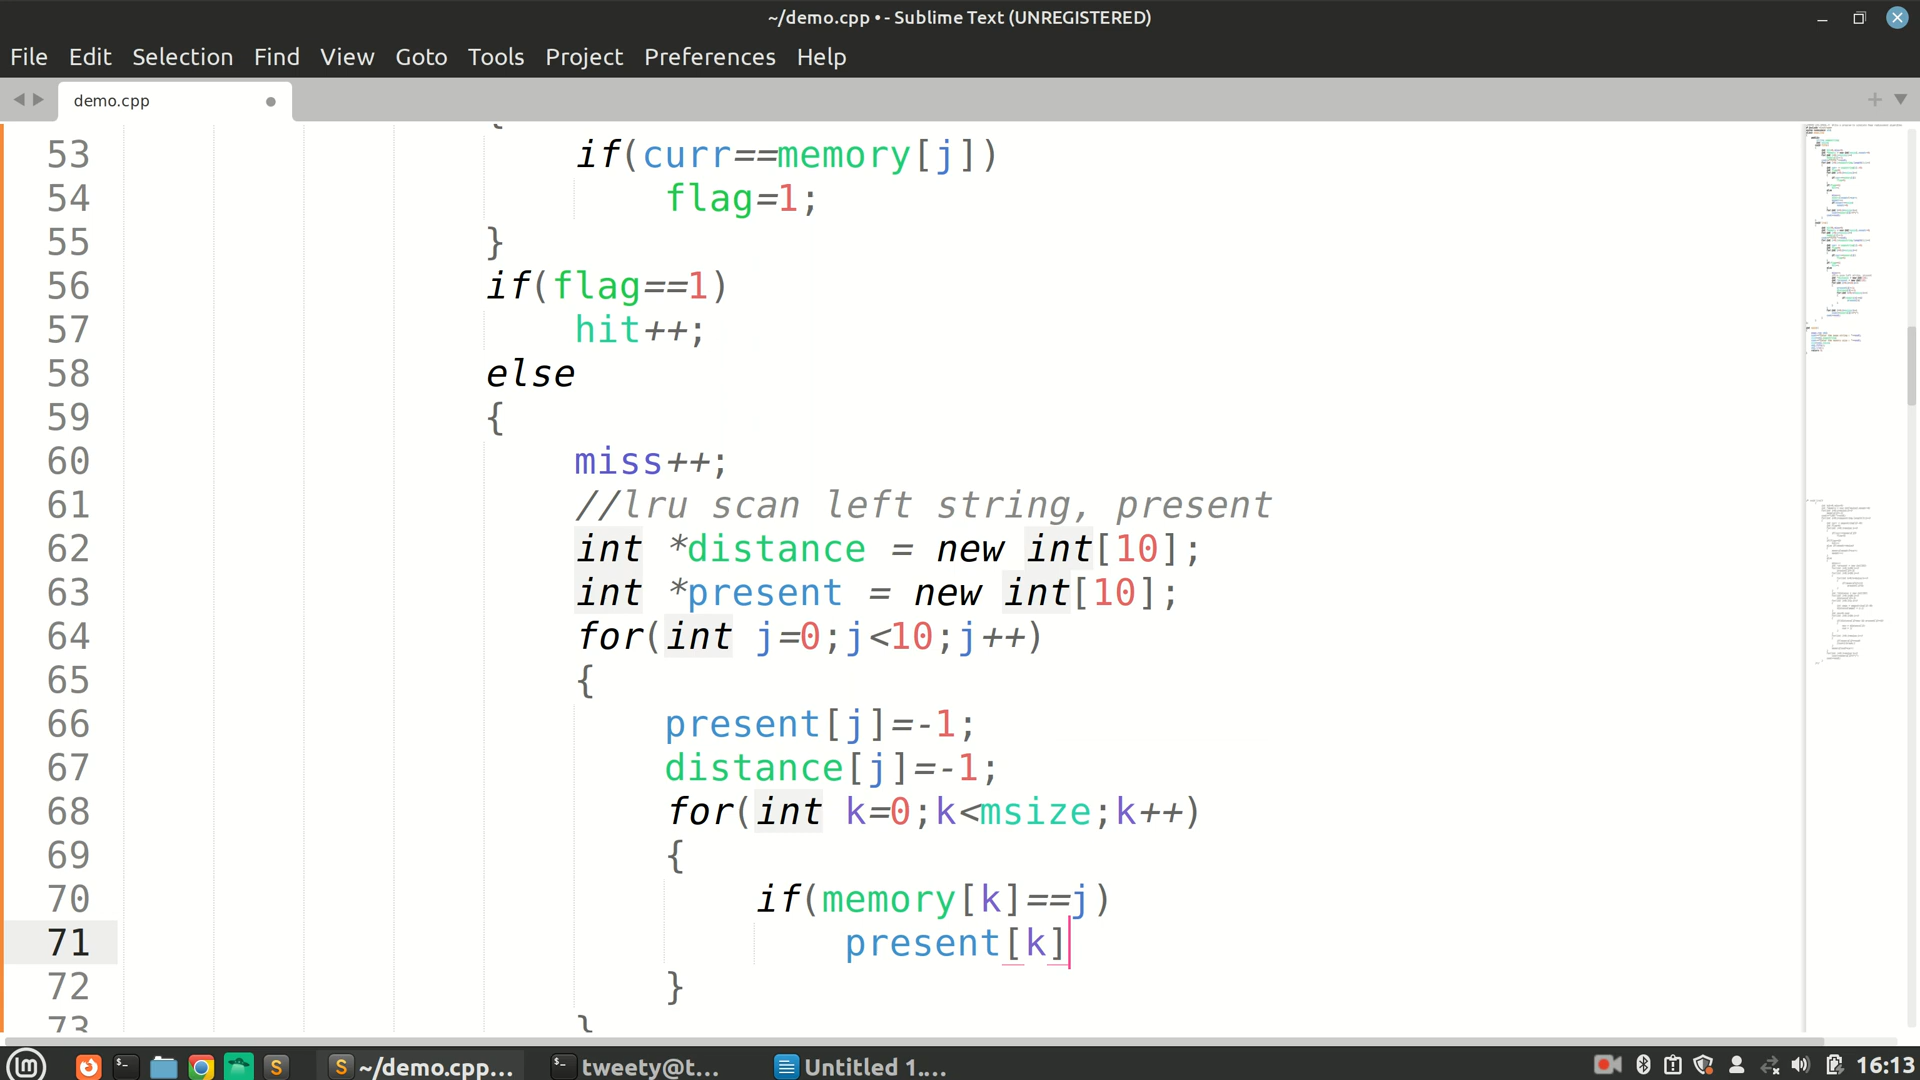 ~/demo.cpp • - Sublime Text (UNREGISTERED)
File Edit Selection Find View Goto Tools Project Preferences Help
demo.cpp
{
53 if(curr==memory[j])
54 flag=1;
55 }
56 if(flag==1)
57 hit++;
58 else
59 {
60 miss++;
61 //lru scan left string, present
62 int *distance = new int[10];
63 int *present = new int[10];
64 for(int j=0;j<10;j++)
65 {
66 present[j]=-1;
67 distance[j]=-1;
68 for(int k=0;k<msize;k++)
69 {
70 if(memory[k]==j)
71 present[k]
72 }
73 }
~/demo.cpp... tweety@t... Untitled 1.... 16:13